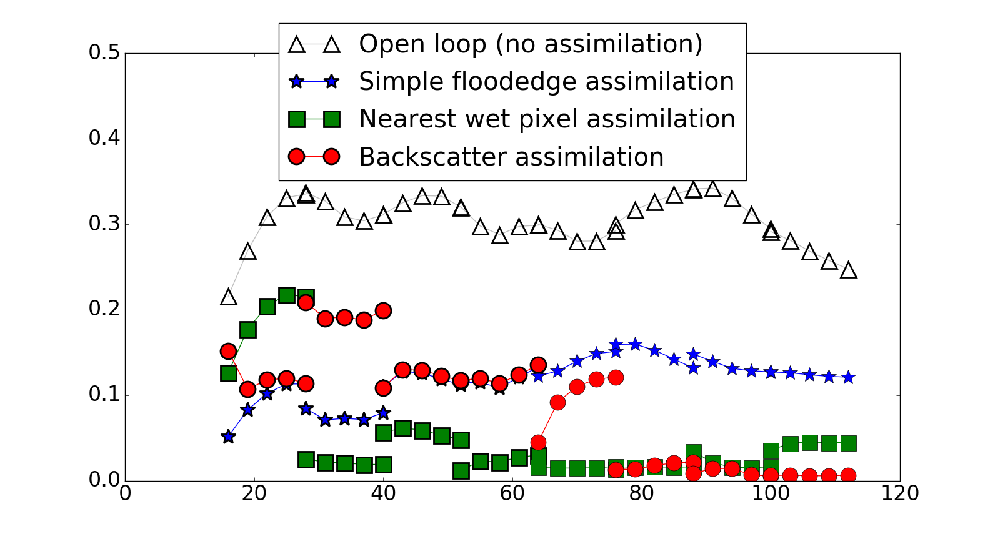 Open loop (no assimilation)
Simple floodedge assimilation
Nearest wet pixel assimilation
Backscatter assimilation
0.5
0.4
0.3
0.2
0.1
0.0
0 20 40 60 80 100 120